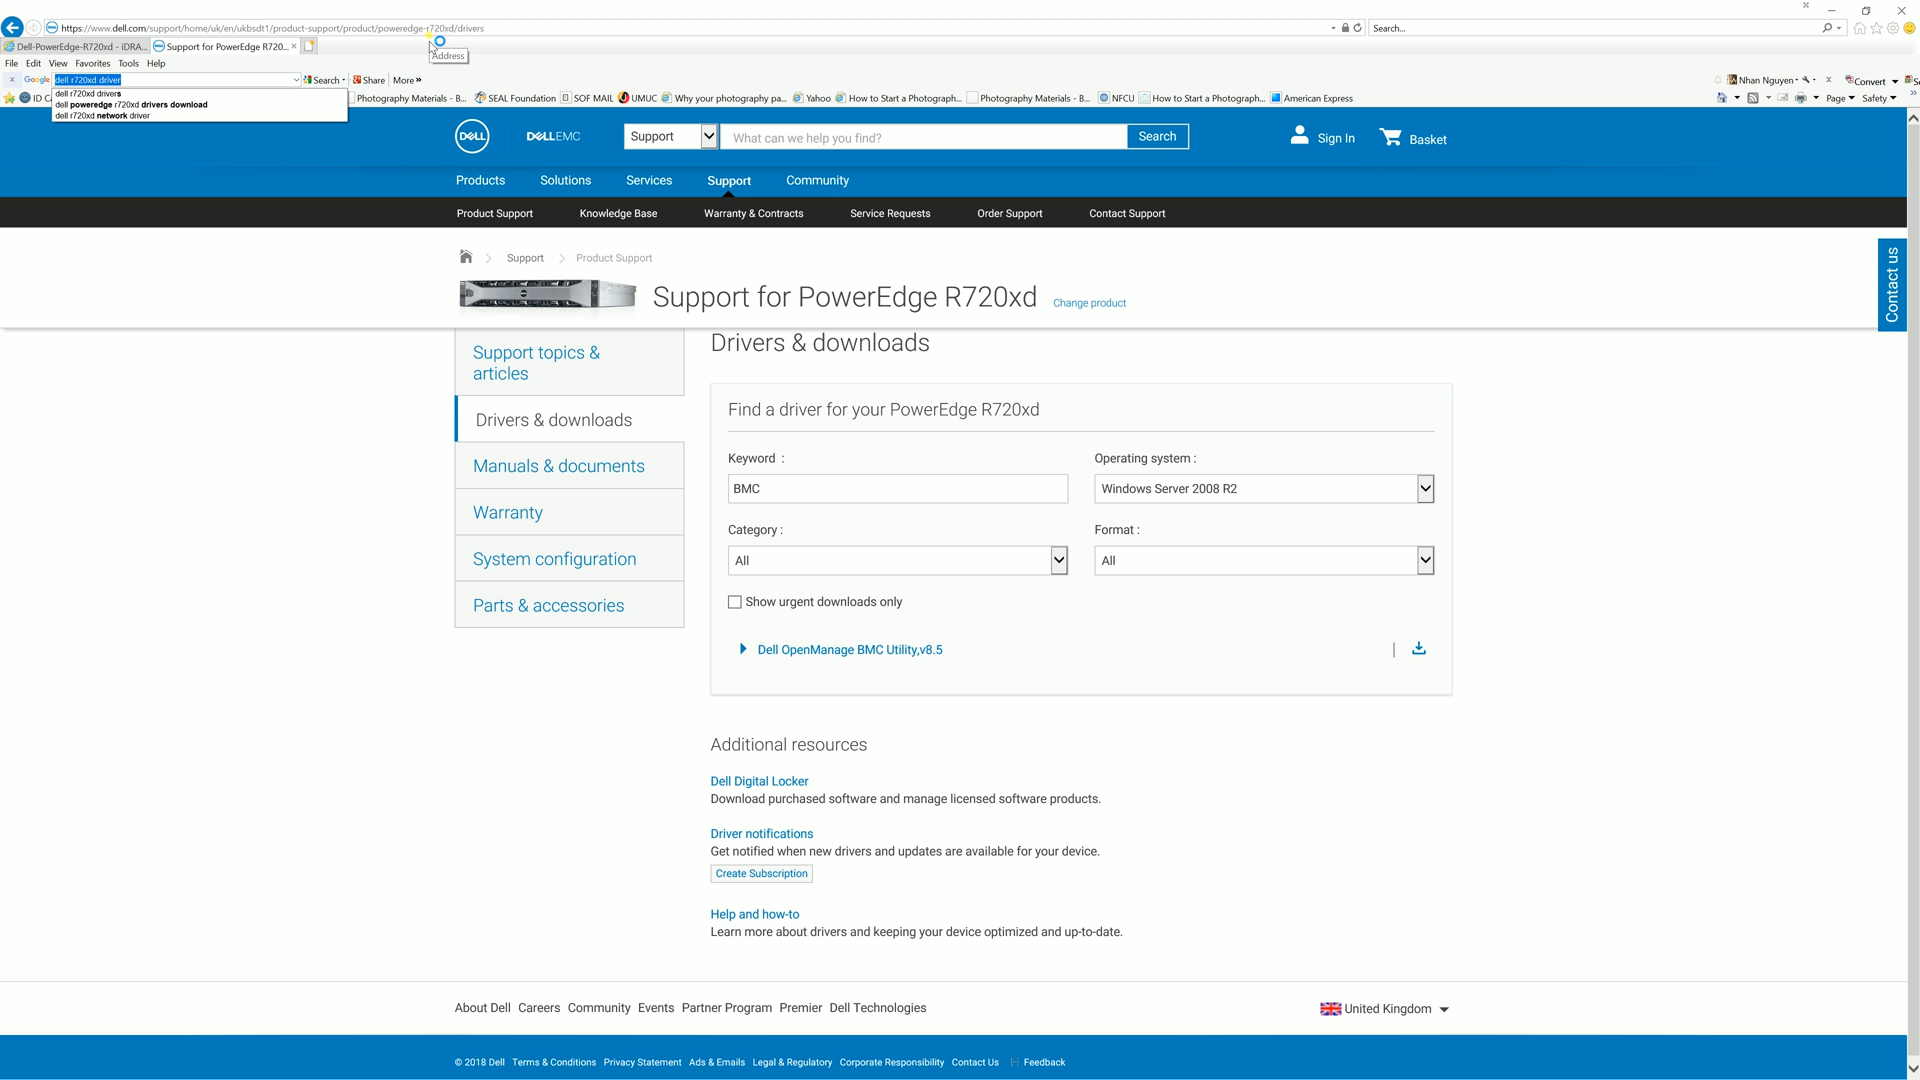 https://www.dell.com/support/home/uk/en/ukbsdt1/product-support/product/poweredge-r720xd/drivers
Search...
Dell-PowerEdge-R720xd - iDRA...
Support for PowerEdge R720...
Address
File Edit View Favorites Tools Help
x Google dell r720xd driver Search Share More »
Nhan Nguyen
Convert
dell r720xd drivers
dell poweredge r720xd drivers download
dell r720xd network driver
Photography Materials - B... SEAL Foundation SOF MAIL UMUC Why your photography pa... Yahoo How to Start a Photograph... Photography Materials - B... NFCU How to Start a Photograph... American Express
Page Safety
DELL
DELLEMC
Support
What can we help you find?
Search
Sign In
Basket
Products Solutions Services Support Community
Product Support Knowledge Base Warranty & Contracts Service Requests Order Support Contact Support
Support Product Support
Support for PowerEdge R720xd Change product
Contact us
Support topics &
articles
Drivers & downloads
Manuals & documents
Warranty
System configuration
Parts & accessories
Drivers & downloads
Find a driver for your PowerEdge R720xd
Keyword :
BMC
Operating system :
Windows Server 2008 R2
Category :
All
Format :
All
Show urgent downloads only
Dell OpenManage BMC Utility,v8.5
Additional resources
Dell Digital Locker
Download purchased software and manage licensed software products.
Driver notifications
Get notified when new drivers and updates are available for your device.
Create Subscription
Help and how-to
Learn more about drivers and keeping your device optimized and up-to-date.
About Dell Careers Community Events Partner Program Premier Dell Technologies
United Kingdom
© 2018 Dell Terms & Conditions Privacy Statement Ads & Emails Legal & Regulatory Corporate Responsibility Contact Us [-] Feedback